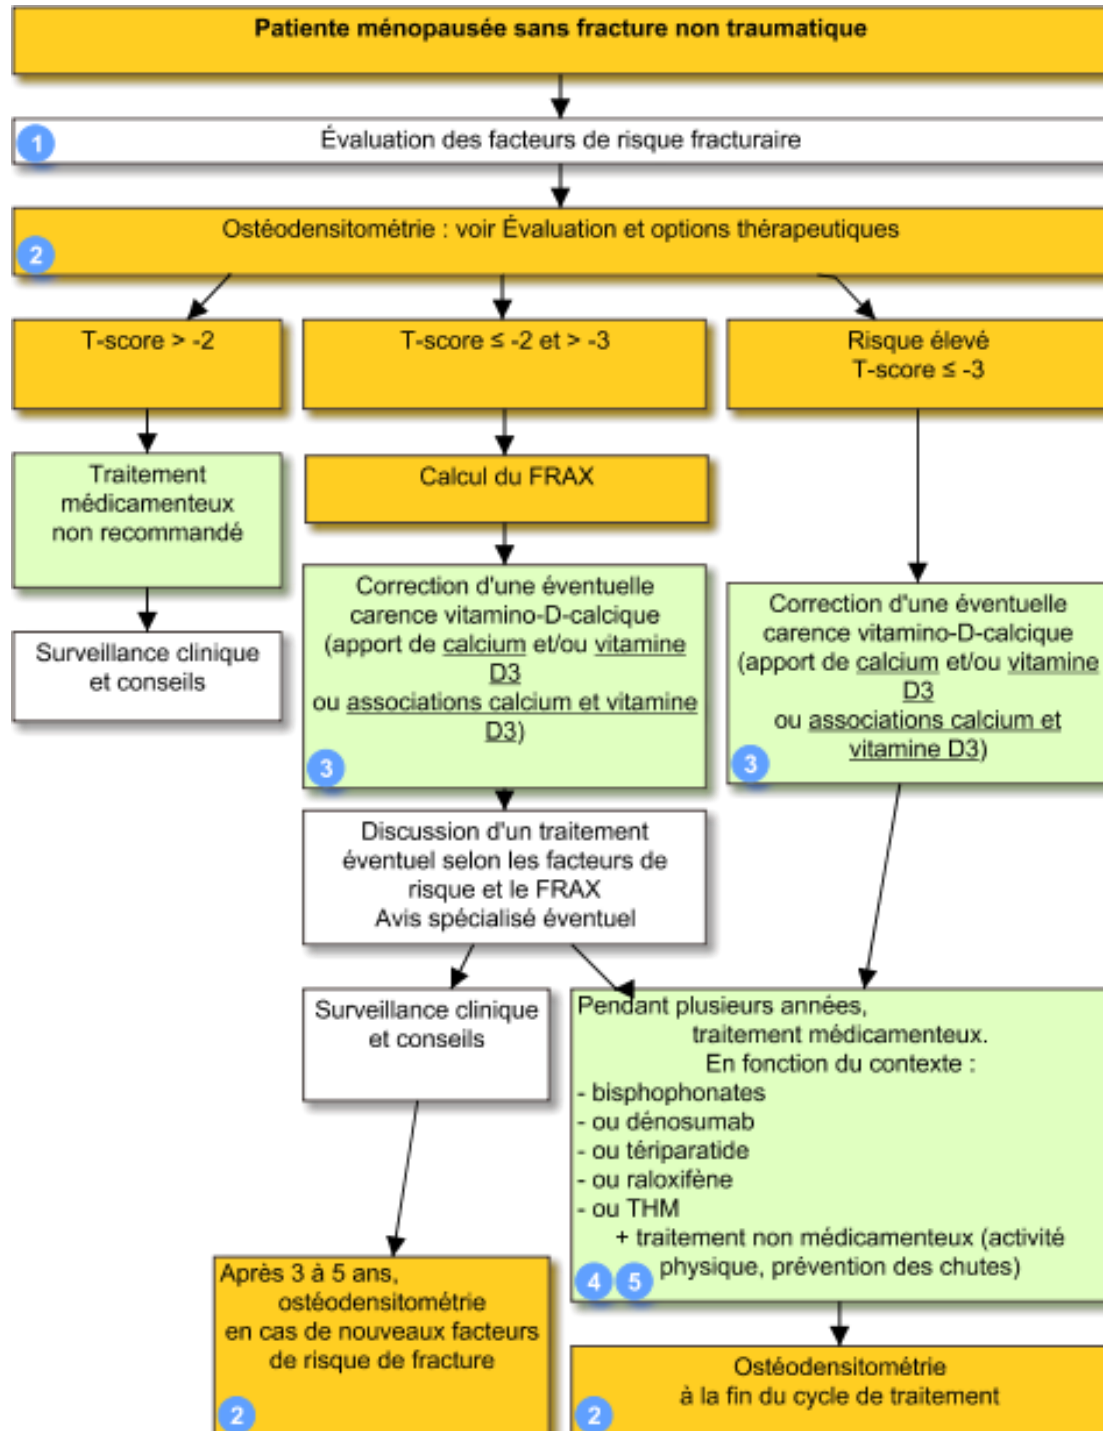 Patiente ménopausée sans fracture non traumatique
1
Évaluation des facteurs de risque fracturaire
Ostéodensitométrie : voir Évaluation et options thérapeutiques
2
T-score > -2
T-score ≤ -2 et > -3
Risque élevé
T-score ≤ -3
Traitement
médicamenteux
non recommandé
Surveillance clinique
et conseils
Calcul du FRAX
Correction d'une éventuelle
carence vitamino-D-calcique
(apport de calcium et/ou vitamine
D3
ou associations calcium et vitamine
D3)
3
Correction d'une éventuelle
carence vitamino-D-calcique
(apport de calcium et/ou vitamine
D3
ou associations calcium et
vitamine D3)
3
Discussion d'un traitement
éventuel selon les facteurs de
risque et le FRAX
Avis spécialisé éventuel
Surveillance clinique
et conseils
Pendant plusieurs années,
traitement médicamenteux.
En fonction du contexte :
- bisphophonates
- ou dénosumab
- ou tériparatide
- ou raloxifène
- ou THM
+ traitement non médicamenteux (activité
physique, prévention des chutes)
4 5
Après 3 à 5 ans,
ostéodensitométrie
en cas de nouveaux facteurs
de risque de fracture
2
Ostéodensitométrie
à la fin du cycle de traitement
2